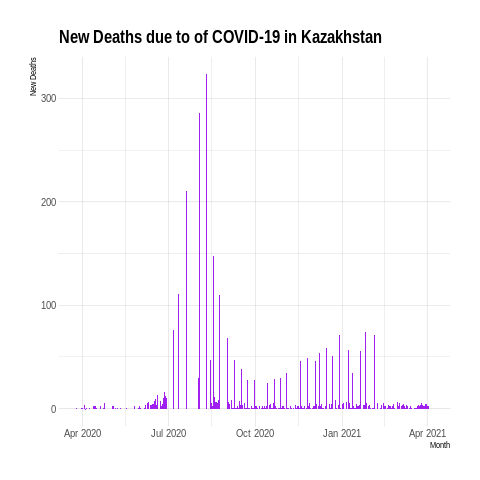 New Deaths due to of COVID-19 in Kazakhstan
New Deaths
300
200
100
0
Apr 2020 Jul 2020 Oct 2020 Jan 2021 Apr 2021
Month